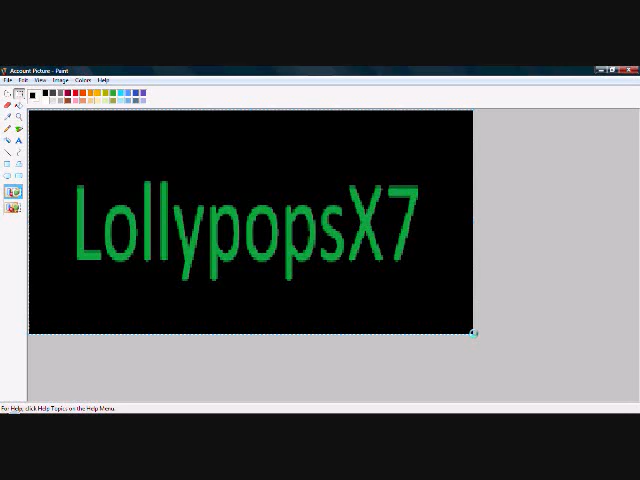 Account Picture - Paint
File Edit View Image Colors Help
LollypopsX7
For Help, click Help Topics on the Help Menu.